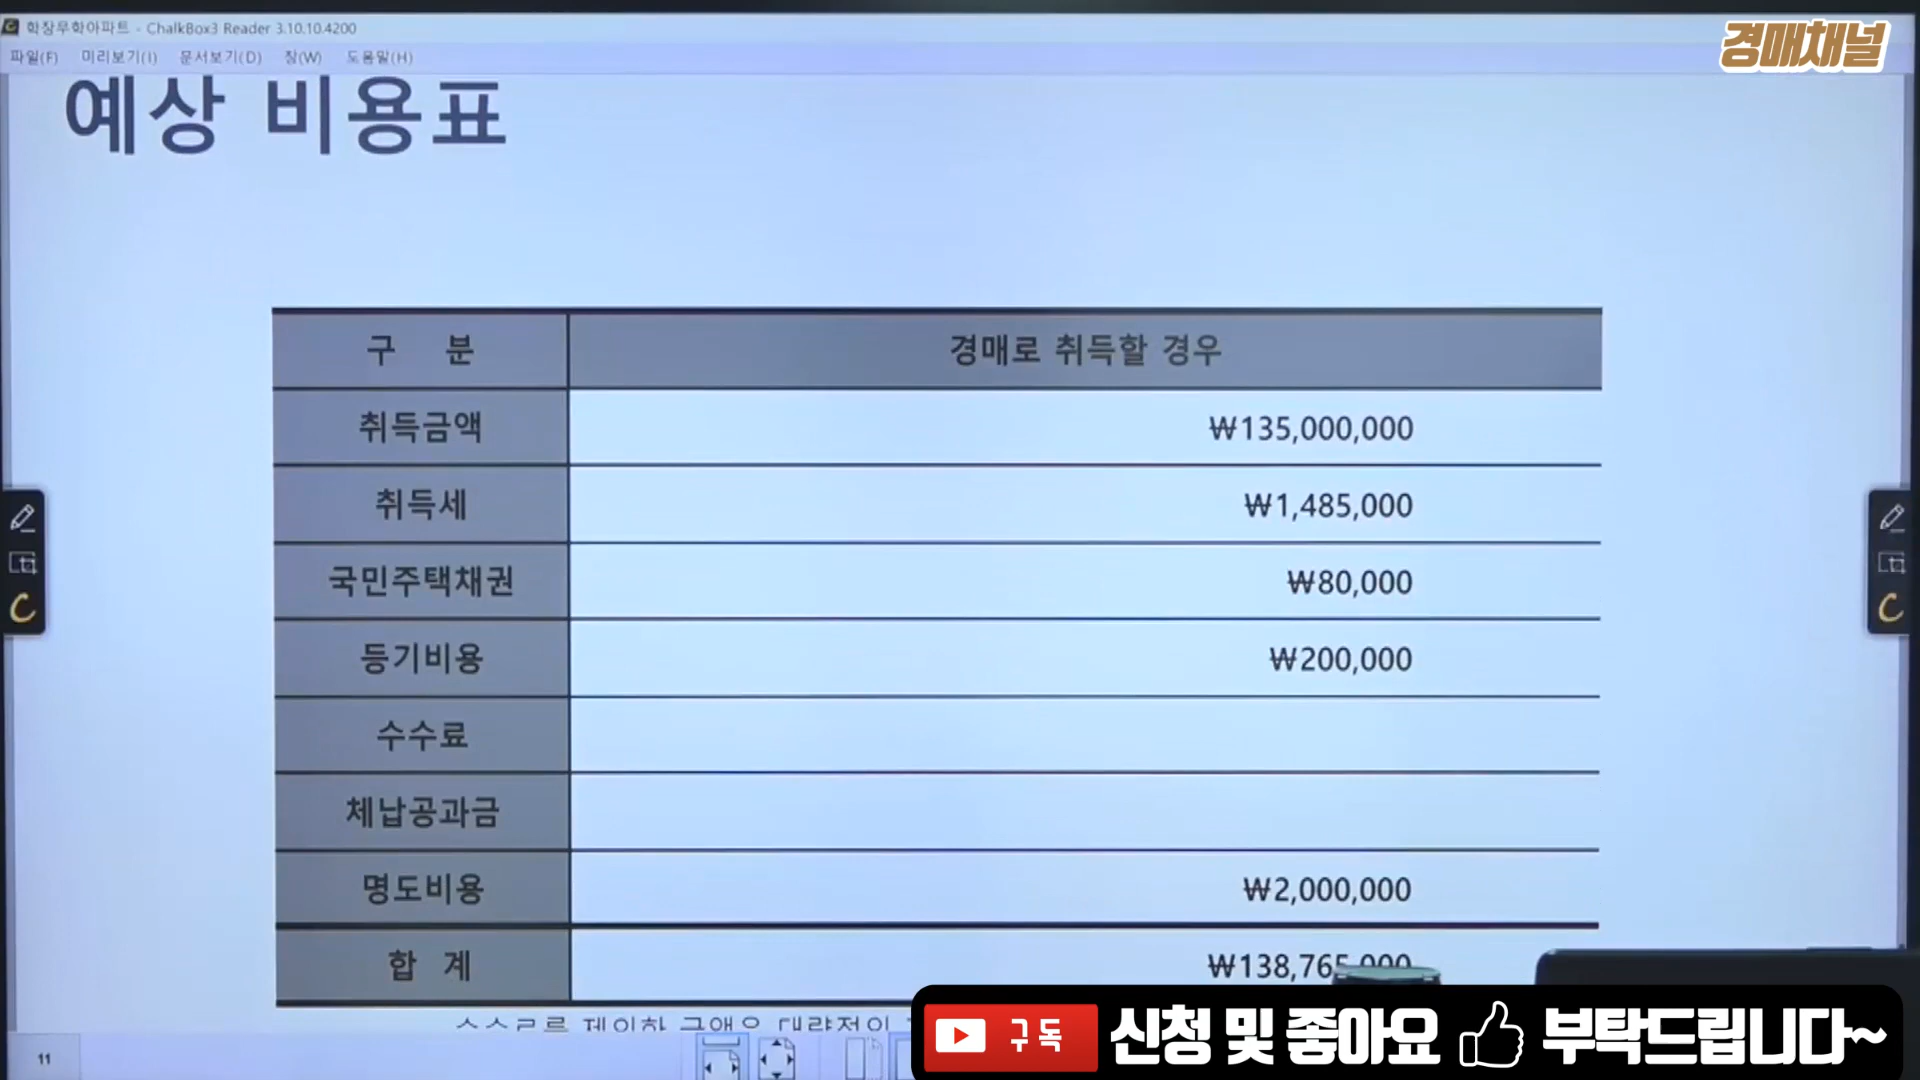 학장무학아파트 - ChalkBox3 Reader 3.10.10.4200
경매채널
파일(F) 미리보기(I) 문서보기(D) 창(W) 도움말(H)
예상 비용표
구 분 경매로 취득할 경우
취득금액 ₩135,000,000
취득세 ₩1,485,000
국민주택채권 ₩80,000
등기비용 ₩200,000
수수료
체납공과금
명도비용 ₩2,000,000
합 계 ₩138,765,000
11
구독 신청 및 좋아요 부탁드립니다~